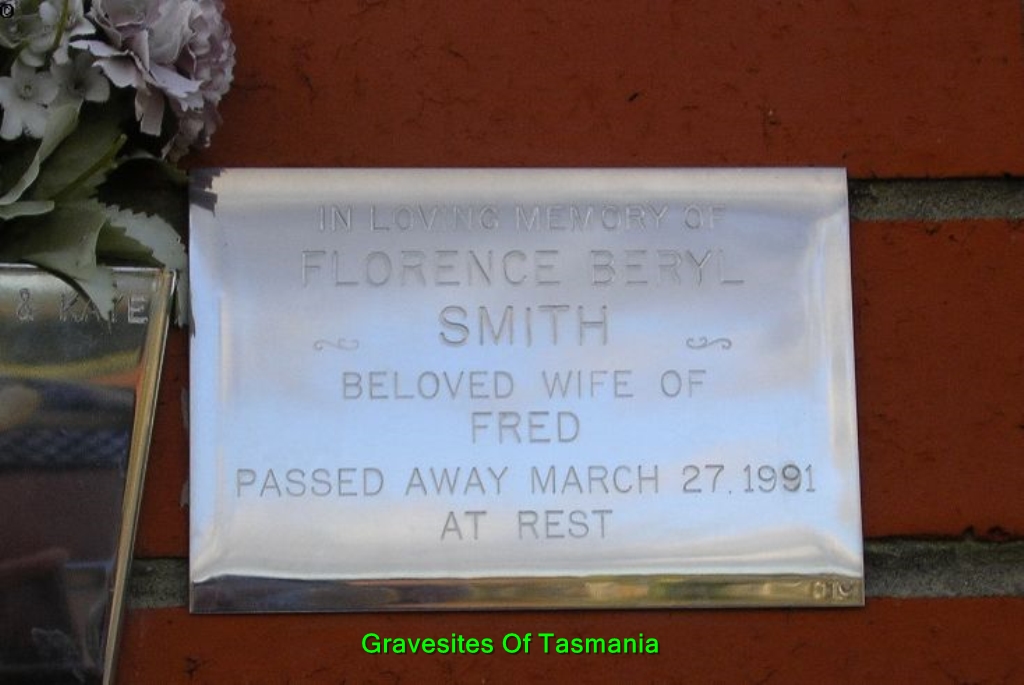 IN LOVING MEMORY OF
FLORENCE BERYL
SMITH
BELOVED WIFE OF
FRED
PASSED AWAY MARCH 27, 1991
AT REST
& KAYE
Gravesites Of Tasmania